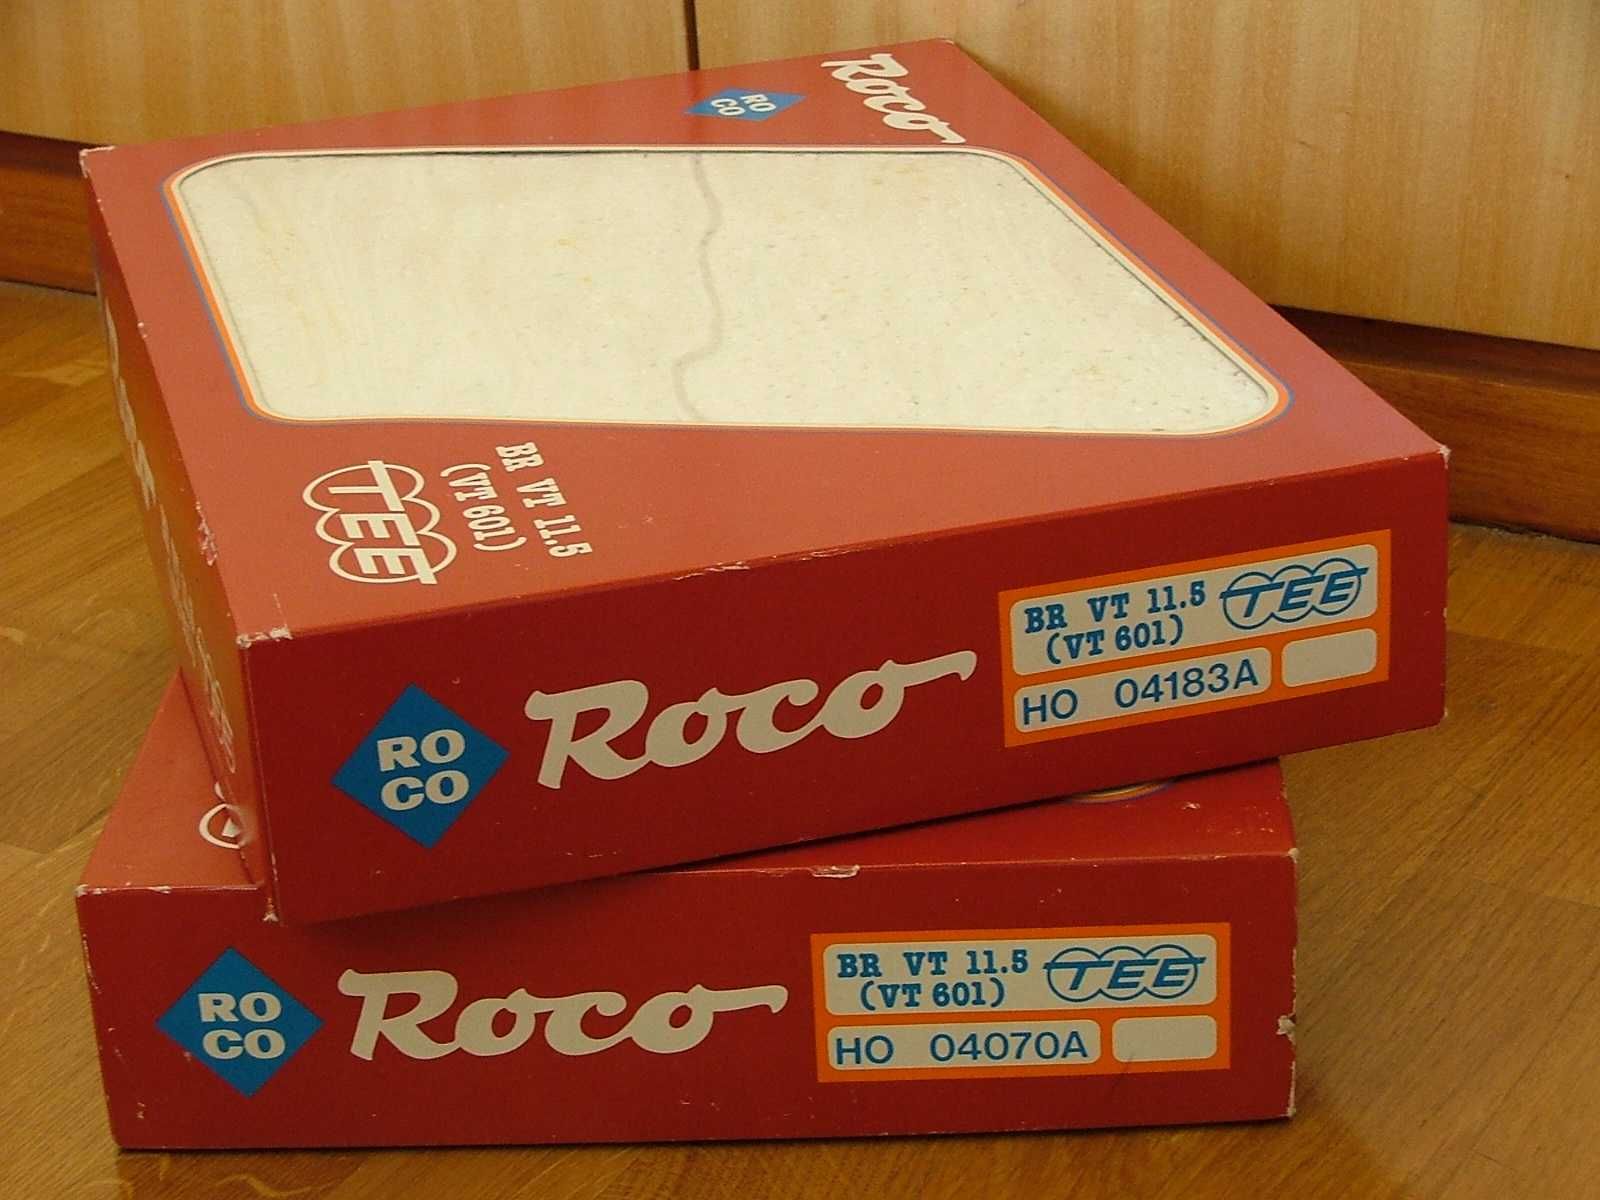 Roco
RO
CO
BR VT 11.5
(VT 601)
TEE
RO
CO
Roco
BR VT 11.5
(VT 601)
TEE
HO 04183A
RO
CO
Roco
BR VT 11.5
(VT 601)
TEE
HO 04070A